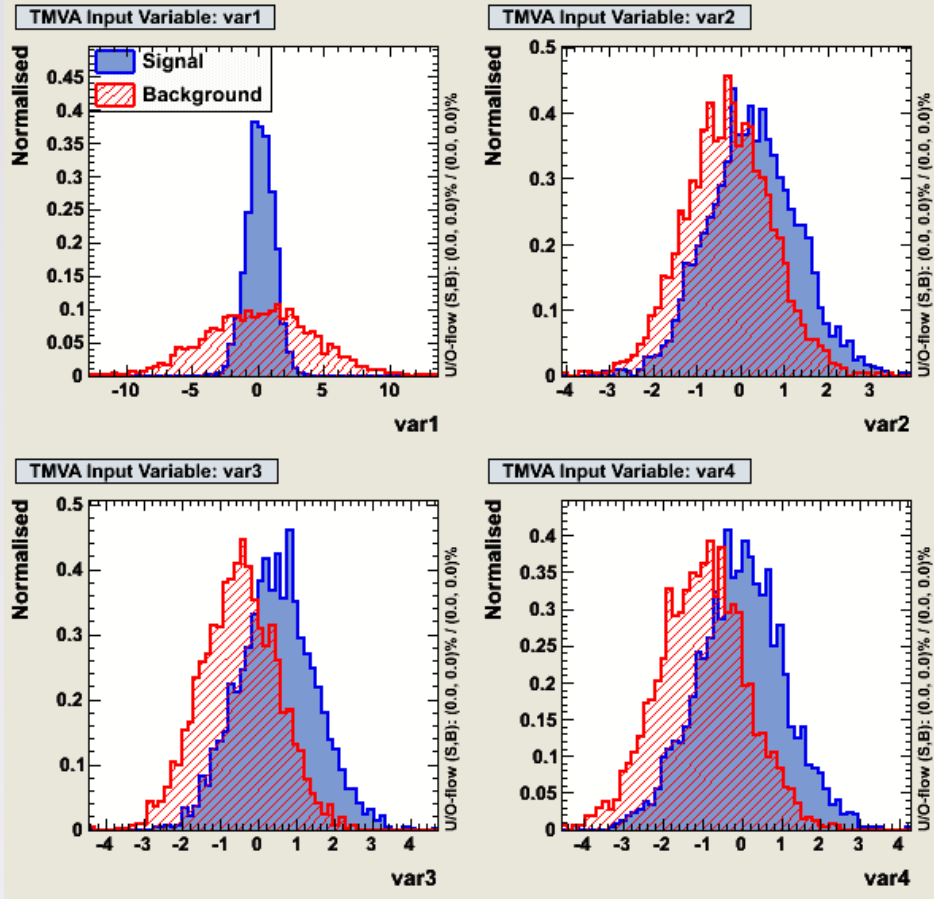 TMVA Input Variable: var1
Normalised
0.45
0.4
0.35
0.3
0.25
0.2
0.15
0.1
0.05
0
Signal
Background
-10 -5 0 5 10
var1
U/O-flow (S,B): (0.0, 0.0)% / (0.0, 0.0)%
TMVA Input Variable: var2
Normalised
0.5
0.4
0.3
0.2
0.1
0
-4 -3 -2 -1 0 1 2 3
var2
U/O-flow (S,B): (0.0, 0.0)% / (0.0, 0.0)%
TMVA Input Variable: var3
Normalised
0.5
0.4
0.3
0.2
0.1
0
-4 -3 -2 -1 0 1 2 3 4
var3
U/O-flow (S,B): (0.0, 0.0)% / (0.0, 0.0)%
TMVA Input Variable: var4
Normalised
0.4
0.35
0.3
0.25
0.2
0.15
0.1
0.05
0
-4 -3 -2 -1 0 1 2 3 4
var4
U/O-flow (S,B): (0.0, 0.0)% / (0.0, 0.0)%